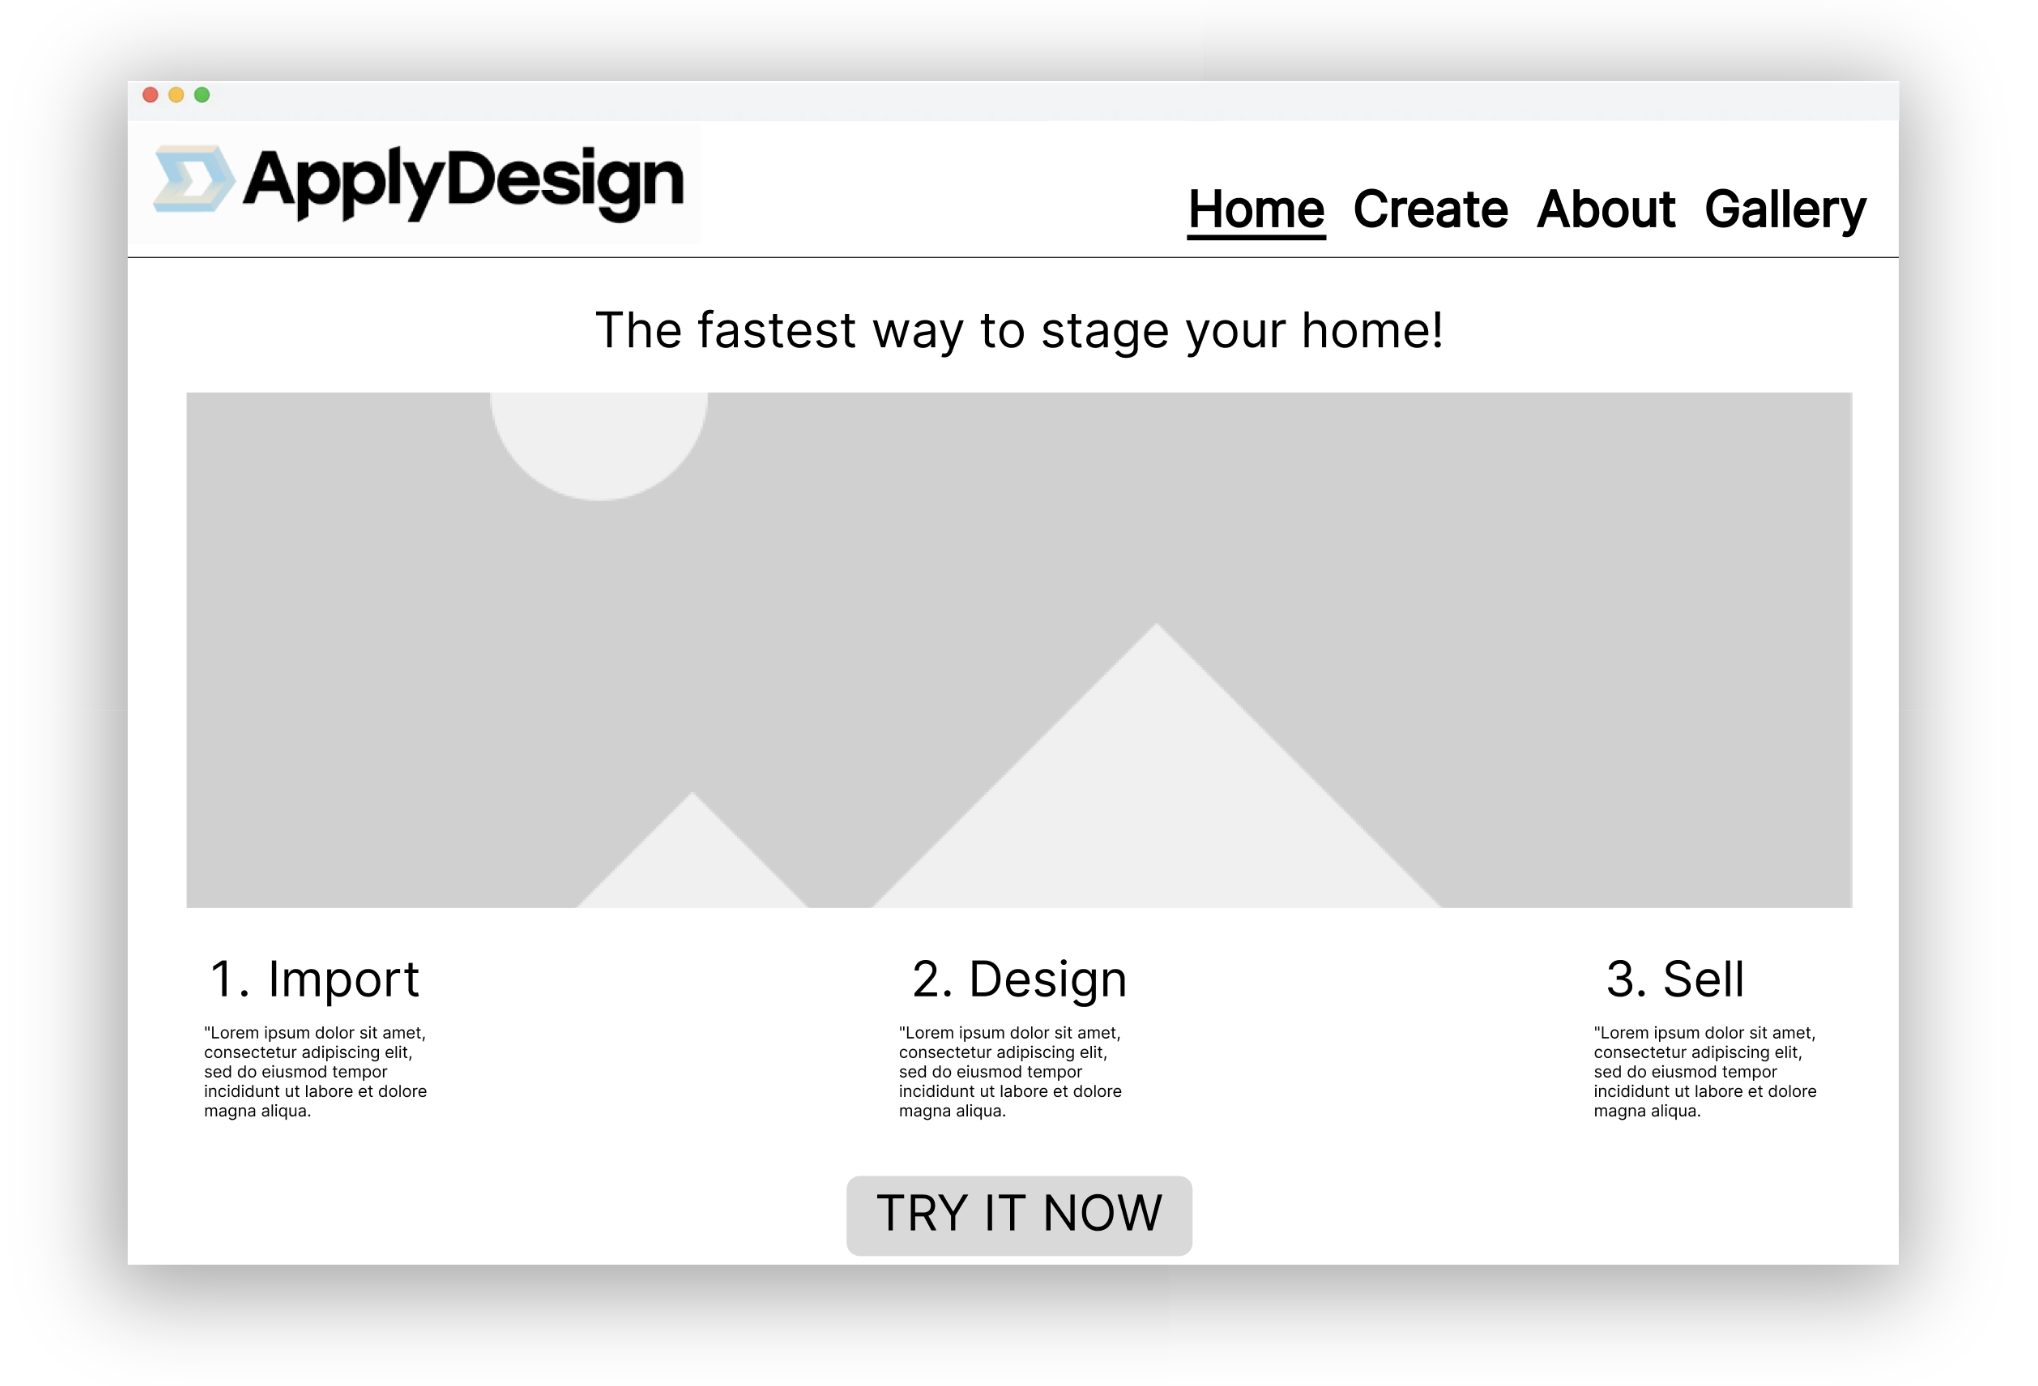 ApplyDesign
Home Create About Gallery
The fastest way to stage your home!
1. Import
"Lorem ipsum dolor sit amet,
consectetur adipiscing elit,
sed do eiusmod tempor
incididunt ut labore et dolore
magna aliqua.
2. Design
"Lorem ipsum dolor sit amet,
consectetur adipiscing elit,
sed do eiusmod tempor
incididunt ut labore et dolore
magna aliqua.
3. Sell
"Lorem ipsum dolor sit amet,
consectetur adipiscing elit,
sed do eiusmod tempor
incididunt ut labore et dolore
magna aliqua.
TRY IT NOW